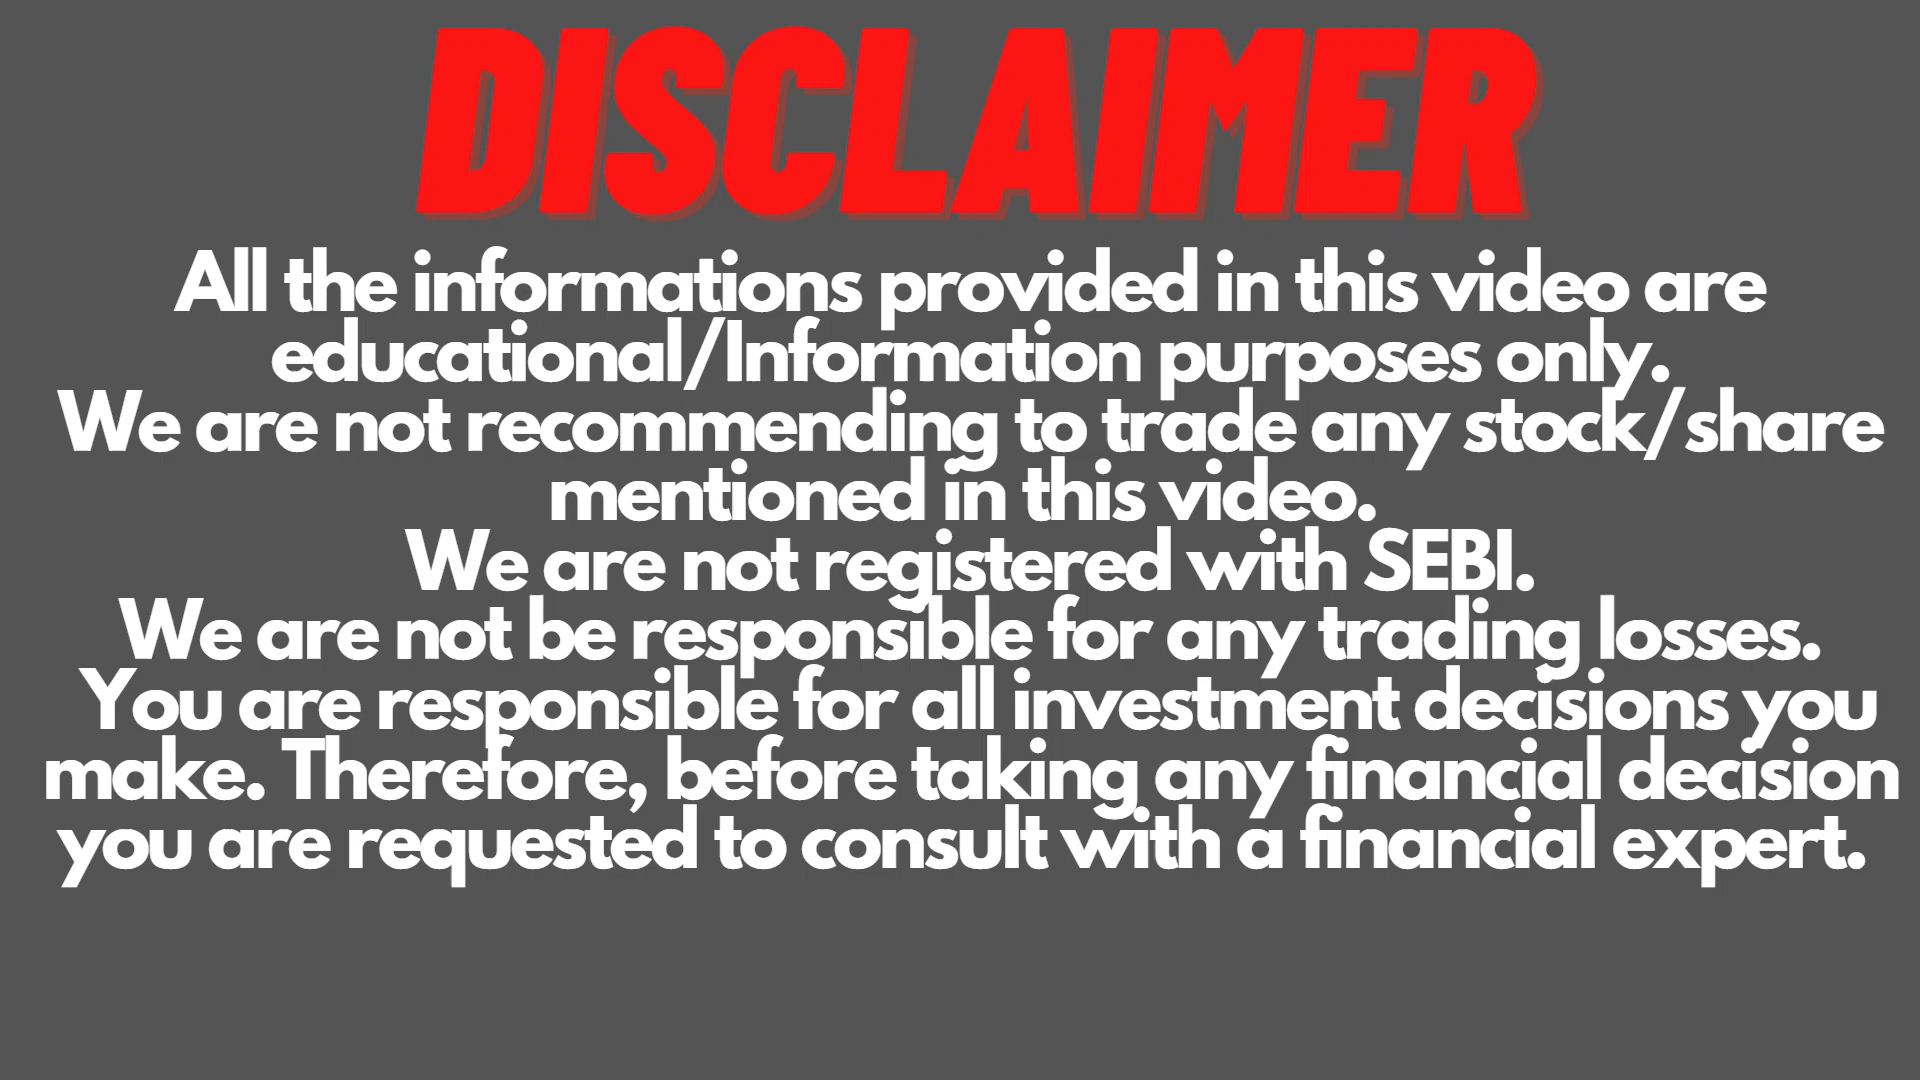 DISCLAIMER
All the informations provided in this video are
educational/Information purposes only.
We are not recommending to trade any stock/share
mentioned in this video.
We are not registered with SEBI.
We are not be responsible for any trading losses.
You are responsible for all investment decisions you
make. Therefore, before taking any financial decision
you are requested to consult with a financial expert.